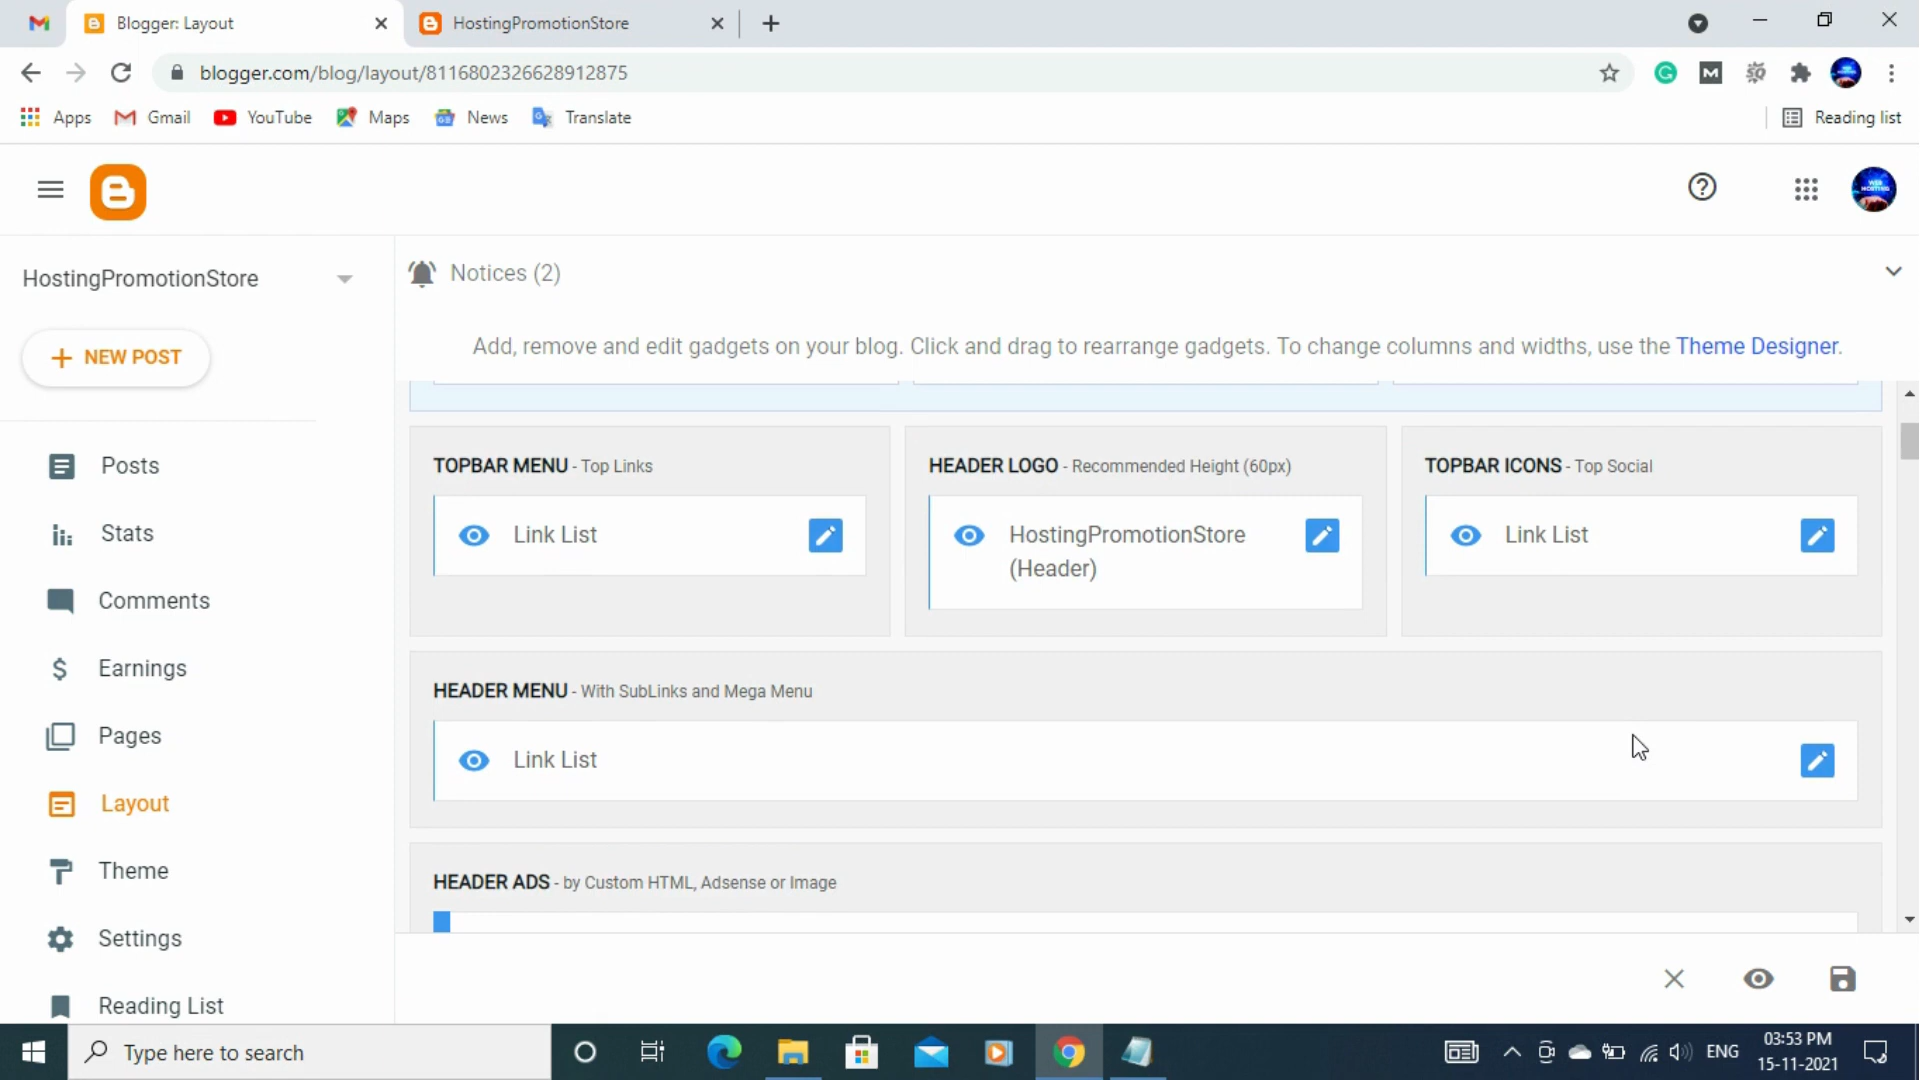 Blogger: Layout
HostingPromotionStore
blogger.com/blog/layout/8116802326628912875
Apps
Gmail
YouTube
Maps
News
Translate
Reading list
HostingPromotionStore
NEW POST
Posts
Stats
Comments
Earnings
Pages
Layout
Theme
Settings
Reading List
Notices (2)
Add, remove and edit gadgets on your blog. Click and drag to rearrange gadgets. To change columns and widths, use the Theme Designer.
TOPBAR MENU - Top Links
Link List
HEADER LOGO - Recommended Height (60px)
HostingPromotionStore
(Header)
TOPBAR ICONS - Top Social
Link List
HEADER MENU - With SubLinks and Mega Menu
Link List
HEADER ADS - by Custom HTML, Adsense or Image
Type here to search
ENG
03:53 PM
15-11-2021